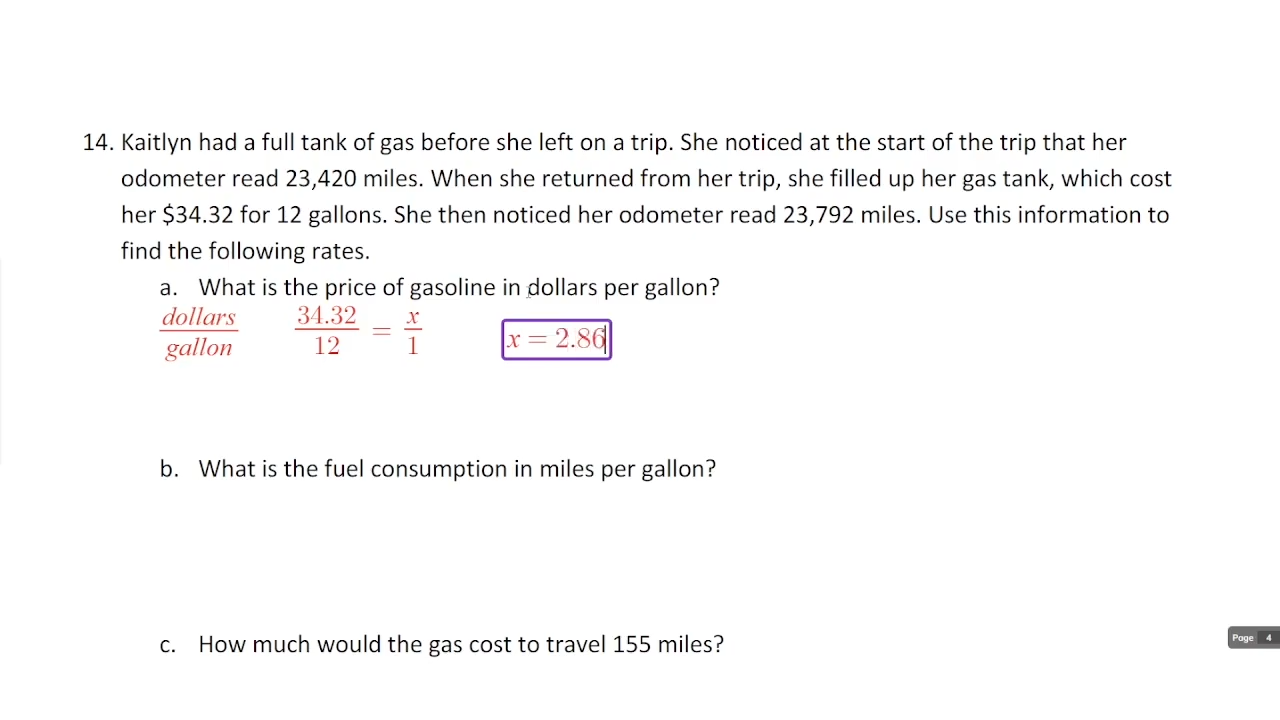 14. Kaitlyn had a full tank of gas before she left on a trip. She noticed at the start of the trip that her
odometer read 23,420 miles. When she returned from her trip, she filled up her gas tank, which cost
her $34.32 for 12 gallons. She then noticed her odometer read 23,792 miles. Use this information to
find the following rates.
a. What is the price of gasoline in dollars per gallon?
dollars/gallon 34.32/12 = x/1 x = 2.86
b. What is the fuel consumption in miles per gallon?
c. How much would the gas cost to travel 155 miles?
Page 4